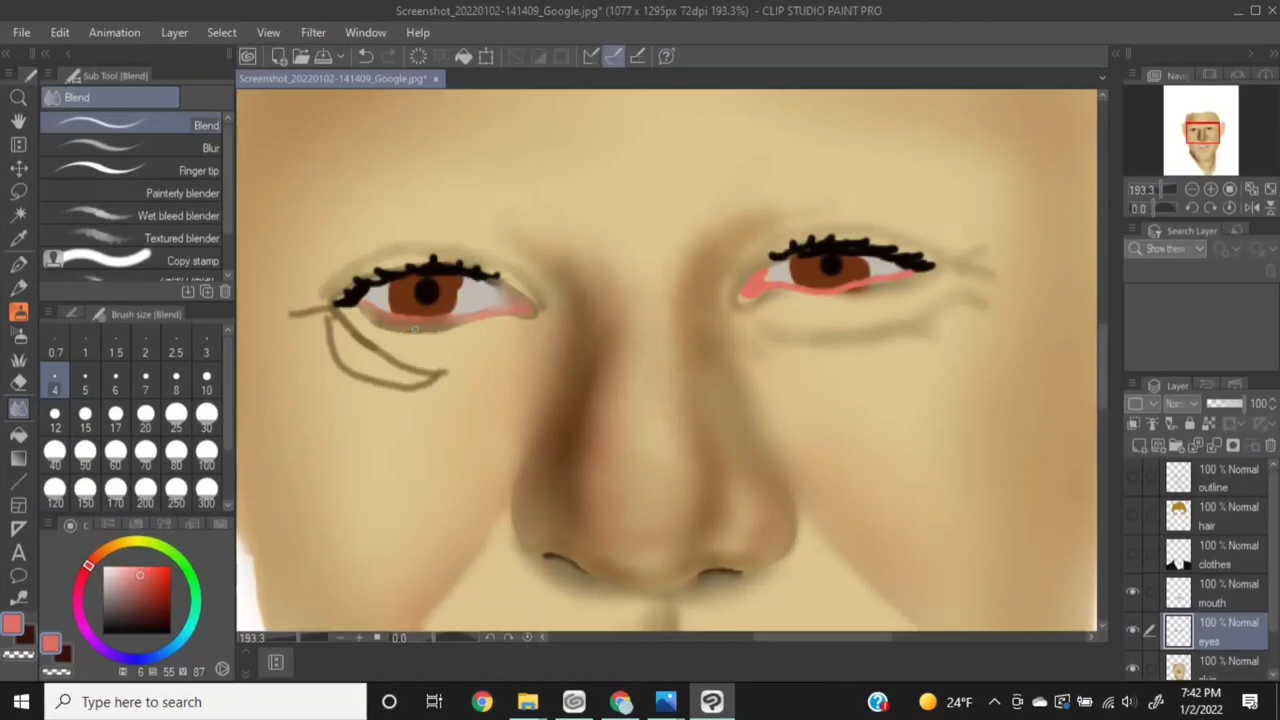 Screenshot_20220102-141409_Google.jpg* (1077 x 1295px 72dpi 193.3%) - CLIP STUDIO PAINT PRO
File Edit Animation Layer Select View Filter Window Help
Sub Tool [Blend]
Screenshot_20220102-141409_Google.jpg*
Blend
Blend
Blur
Finger tip
Painterly blender
Wet bleed blender
Textured blender
Copy stamp
Brush size [Blend]
0.7 1 1.5 2 2.5 3
4 5 6 7 8 10
12 15 17 20 25 30
40 50 60 70 80 100
120 150 170 200 250 300
6 55 87
193.3 0.0
193.3
0.0
Search Layer
Show these
Layer
100
100 % Normal
outline
100 % Normal
hair
100 % Normal
clothes
100 % Normal
mouth
100 % Normal
eyes
100 % Normal
Type here to search
24°F
7:42 PM
1/2/2022